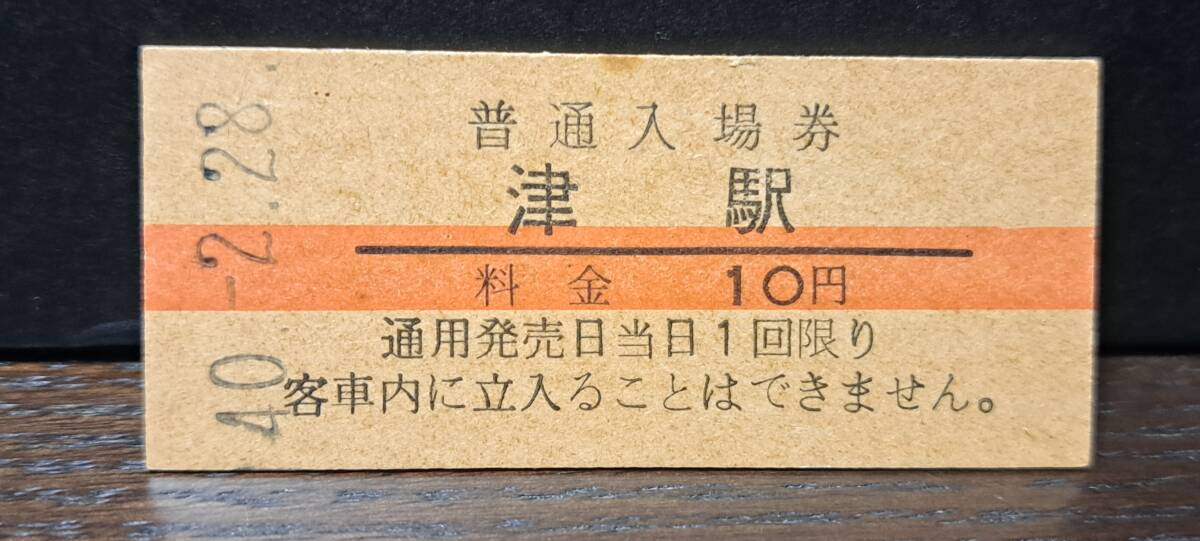 普通入場券
津駅
料金 10円
通用発売日当日1回限り
客車内に立入ることはできません。
40-2.28.